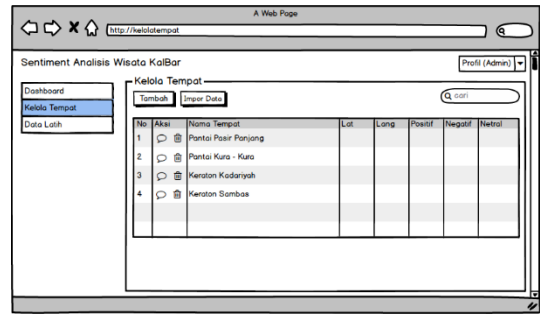 A Web Page
http://kelolatempat
Sentiment Analisis Wisata KalBar
Profil (Admin)
Dashboard
Kelola Tempat
Data Latih
Kelola Tempat
Tambah
Impor Data
cari
No Aksi Nama Tempat Lat Lang Positif Negatif Netral
1 Pantai Pasir Panjang
2 Pantai Kura - Kura
3 Keraton Kadariyah
4 Keraton Sambas